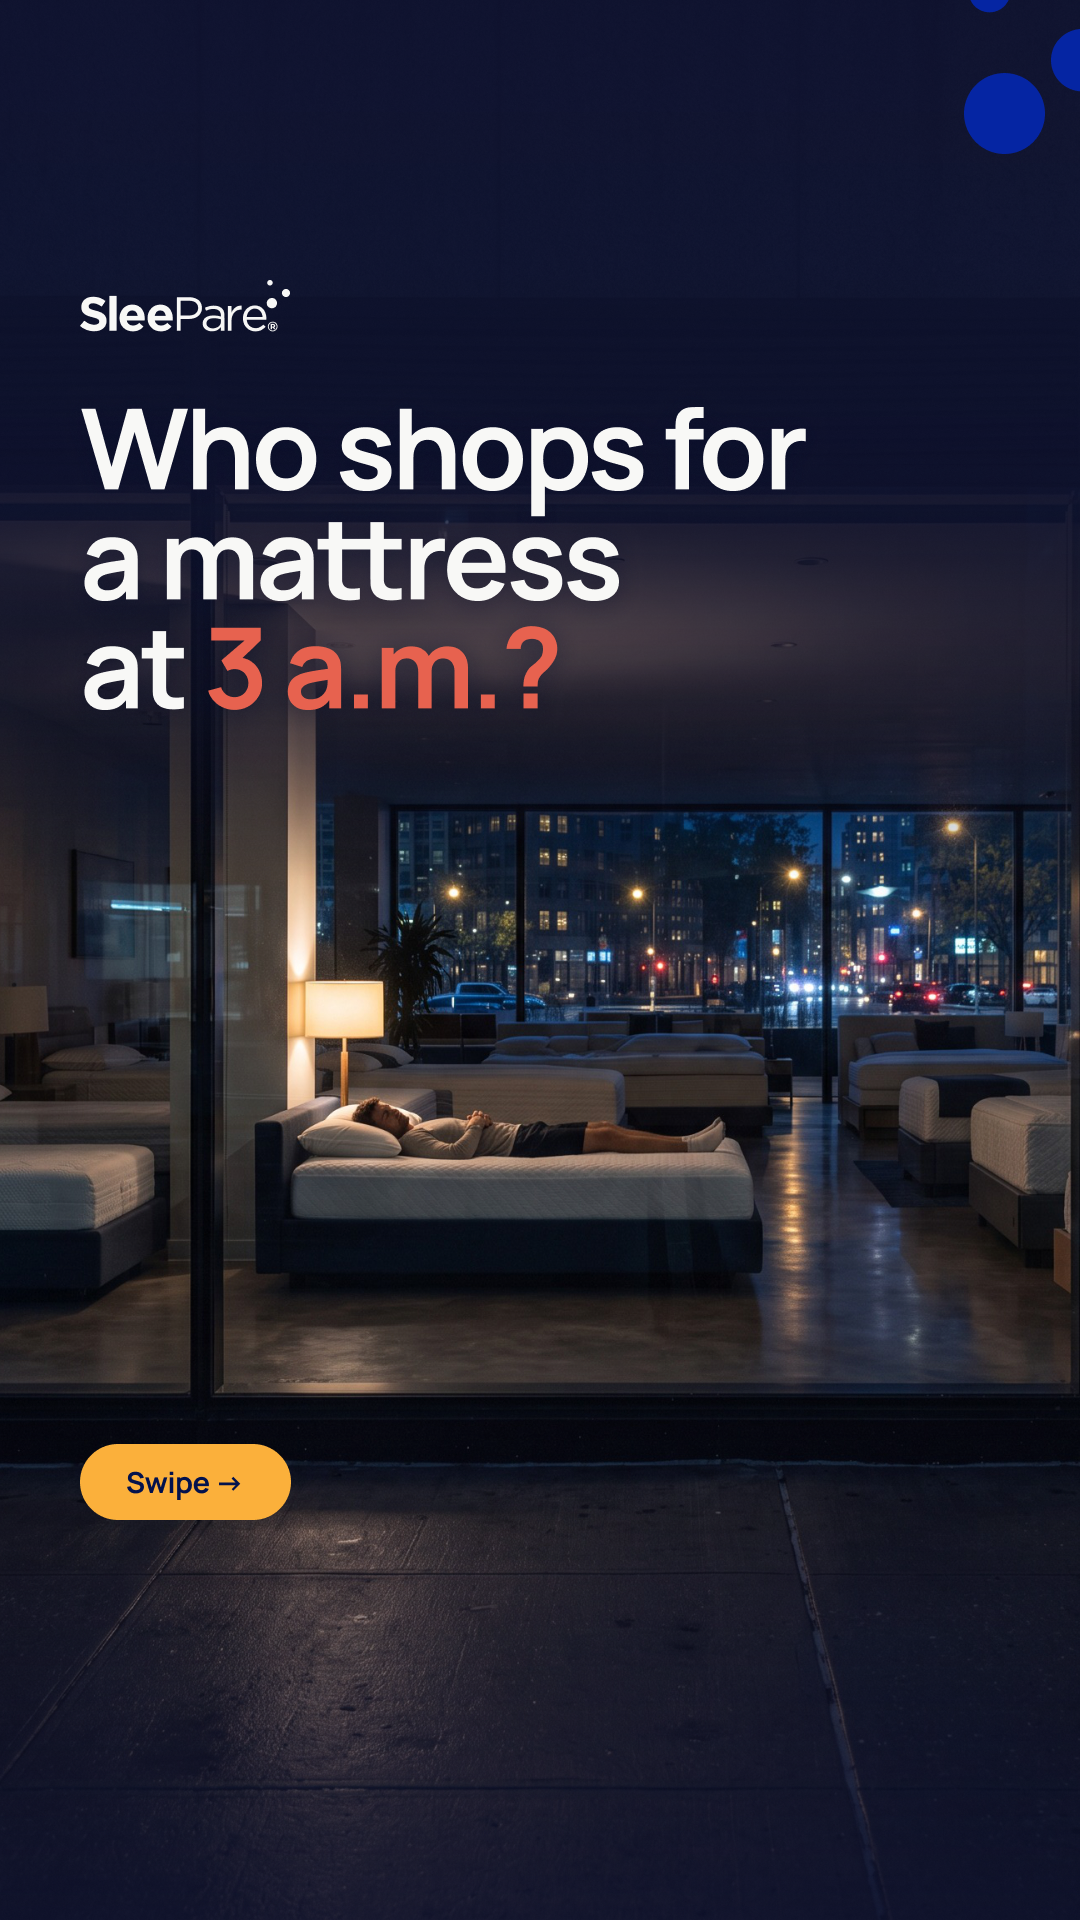 SleePare®
Who shops for
a mattress
at 3 a.m.?
Swipe →